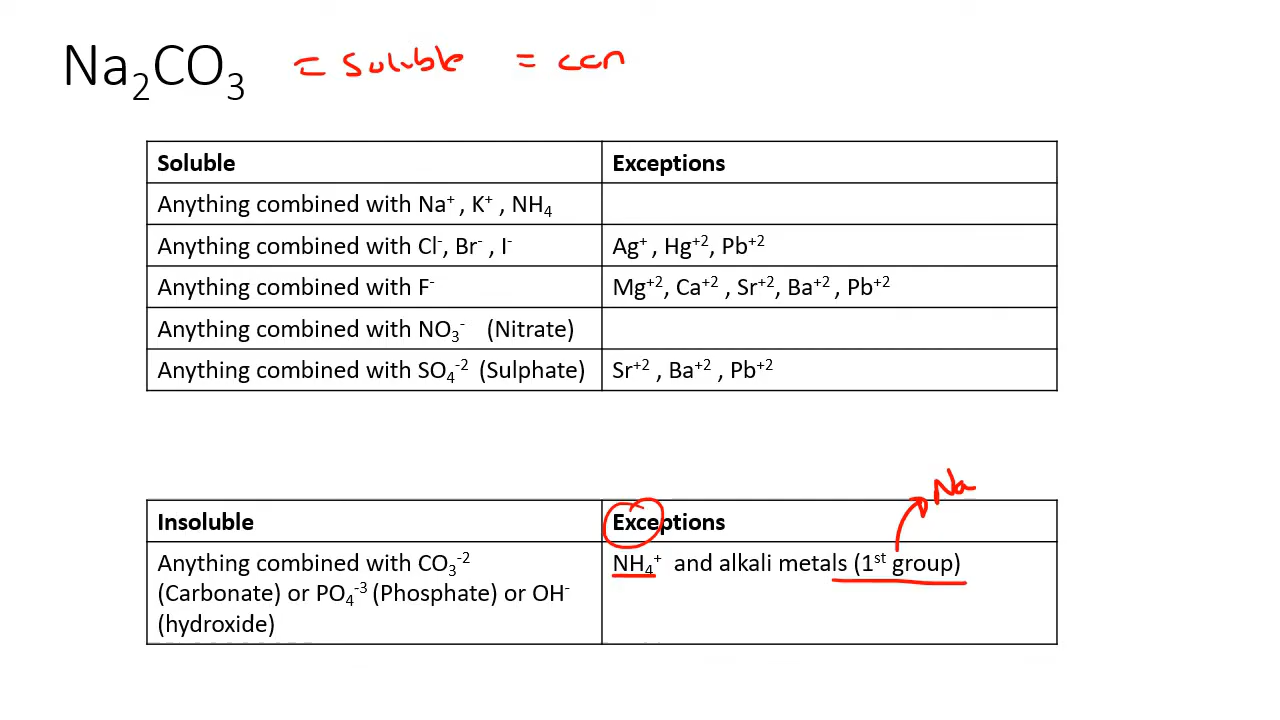 Na₂CO₃ = soluble = can
Soluble Exceptions
Anything combined with Na⁺ , K⁺ , NH₄
Anything combined with Cl⁻, Br⁻ , I⁻ Ag⁺ , Hg⁺², Pb⁺²
Anything combined with F⁻ Mg⁺², Ca⁺² , Sr⁺², Ba⁺² , Pb⁺²
Anything combined with NO₃⁻ (Nitrate)
Anything combined with SO₄⁻² (Sulphate) Sr⁺² , Ba⁺² , Pb⁺²
Na
Insoluble Exceptions
Anything combined with CO₃⁻² NH₄⁺ and alkali metals (1ˢᵗ group)
(Carbonate) or PO₄⁻³ (Phosphate) or OH⁻
(hydroxide)